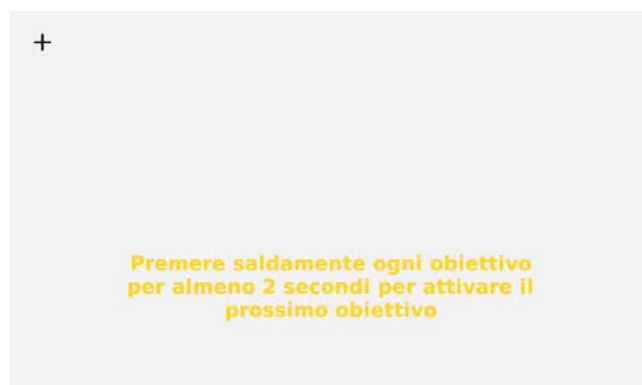 Premere saldamente ogni obiettivo
per almeno 2 secondi per attivare il
prossimo obiettivo